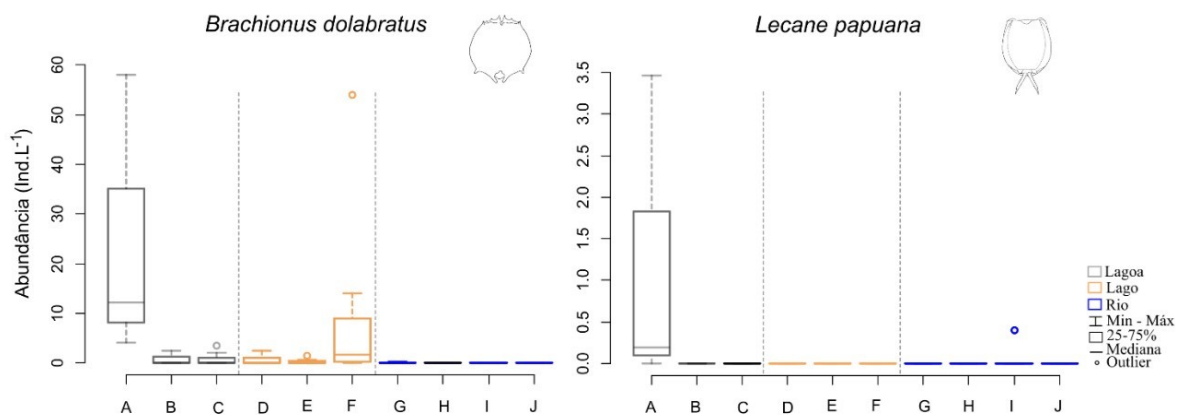 Brachionus dolabratus
Lecane papuana
Abundância (Ind.L⁻¹)
60
50
40
30
20
10
0
A B C D E F G H I J
3.5
3.0
2.5
2.0
1.5
1.0
0.5
0.0
A B C D E F G H I J
Lagoa
Lago
Rio
Min - Máx
25-75%
Mediana
Outlier